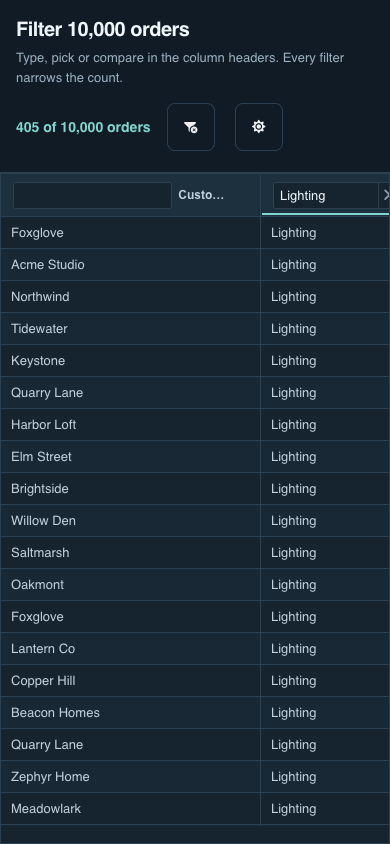 Filter 10,000 orders
Type, pick or compare in the column headers. Every filter
narrows the count.
405 of 10,000 orders
Custo... Lighting
Foxglove Lighting
Acme Studio Lighting
Northwind Lighting
Tidewater Lighting
Keystone Lighting
Quarry Lane Lighting
Harbor Loft Lighting
Elm Street Lighting
Brightside Lighting
Willow Den Lighting
Saltmarsh Lighting
Oakmont Lighting
Foxglove Lighting
Lantern Co Lighting
Copper Hill Lighting
Beacon Homes Lighting
Quarry Lane Lighting
Zephyr Home Lighting
Meadowlark Lighting